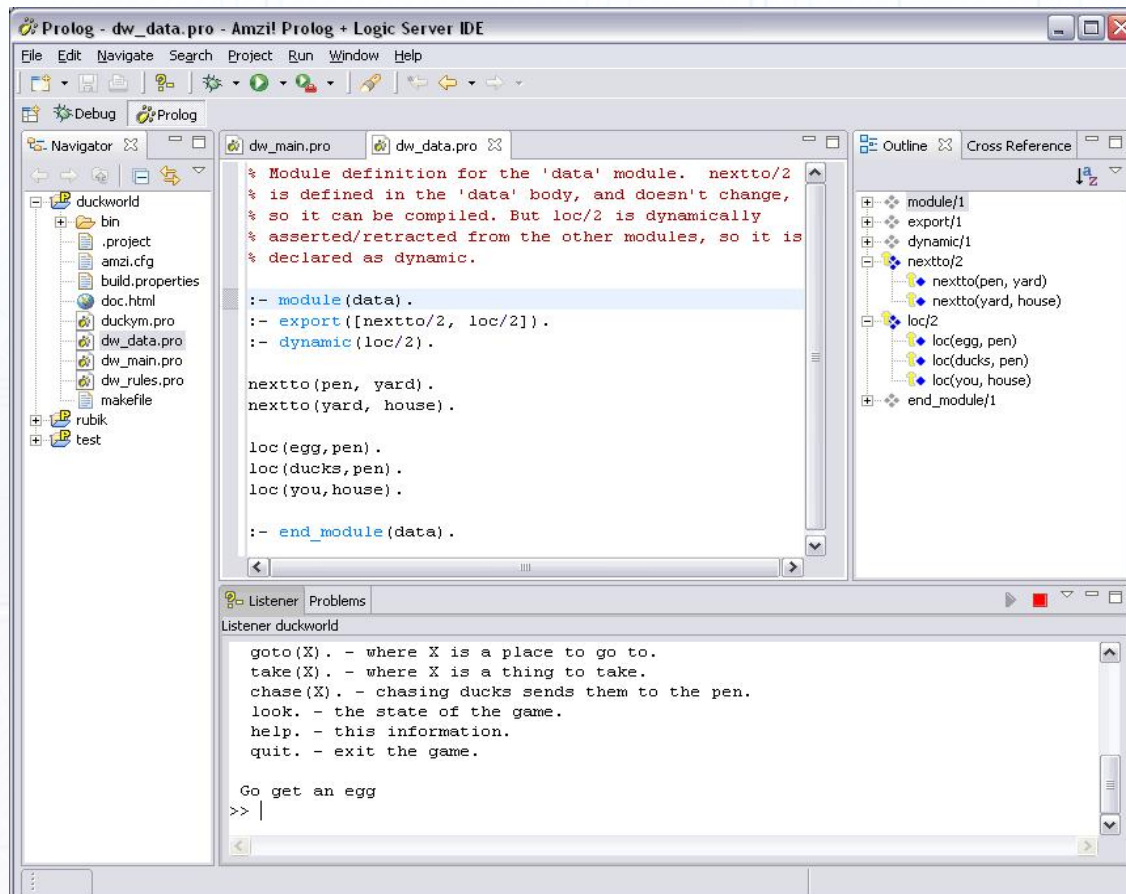 Prolog - dw_data.pro - Amzi! Prolog + Logic Server IDE
File Edit Navigate Search Project Run Window Help
Debug Prolog
Navigator
duckworld
bin
.project
amzi.cfg
build.properties
doc.html
duckym.pro
dw_data.pro
dw_main.pro
dw_rules.pro
makefile
rubik
test
dw_main.pro dw_data.pro
% Module definition for the 'data' module.  nextto/2
% is defined in the 'data' body, and doesn't change,
% so it can be compiled. But loc/2 is dynamically
% asserted/retracted from the other modules, so it is
% declared as dynamic.
:- module(data).
:- export([nextto/2, loc/2]).
:- dynamic(loc/2).
nextto(pen, yard).
nextto(yard, house).
loc(egg,pen).
loc(ducks,pen).
loc(you,house).
:- end_module(data).
Outline Cross Reference
module/1
export/1
dynamic/1
nextto/2
nextto(pen, yard)
nextto(yard, house)
loc/2
loc(egg, pen)
loc(ducks, pen)
loc(you, house)
end_module/1
Listener Problems
Listener duckworld
goto(X). - where X is a place to go to.
take(X). - where X is a thing to take.
chase(X). - chasing ducks sends them to the pen.
look. - the state of the game.
help. - this information.
quit. - exit the game.
Go get an egg
>>